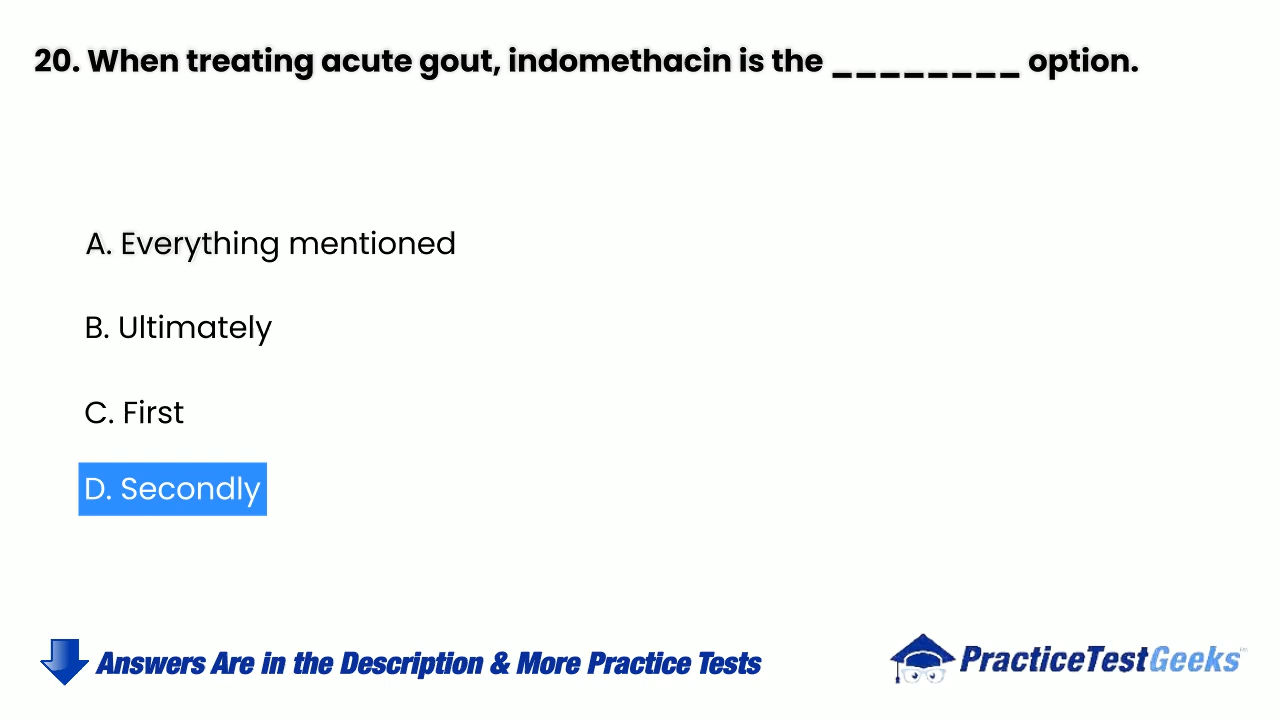 20. When treating acute gout, indomethacin is the ________ option.
A. Everything mentioned
B. Ultimately
C. First
D. Secondly
Answers Are in the Description & More Practice Tests
PracticeTestGeeks